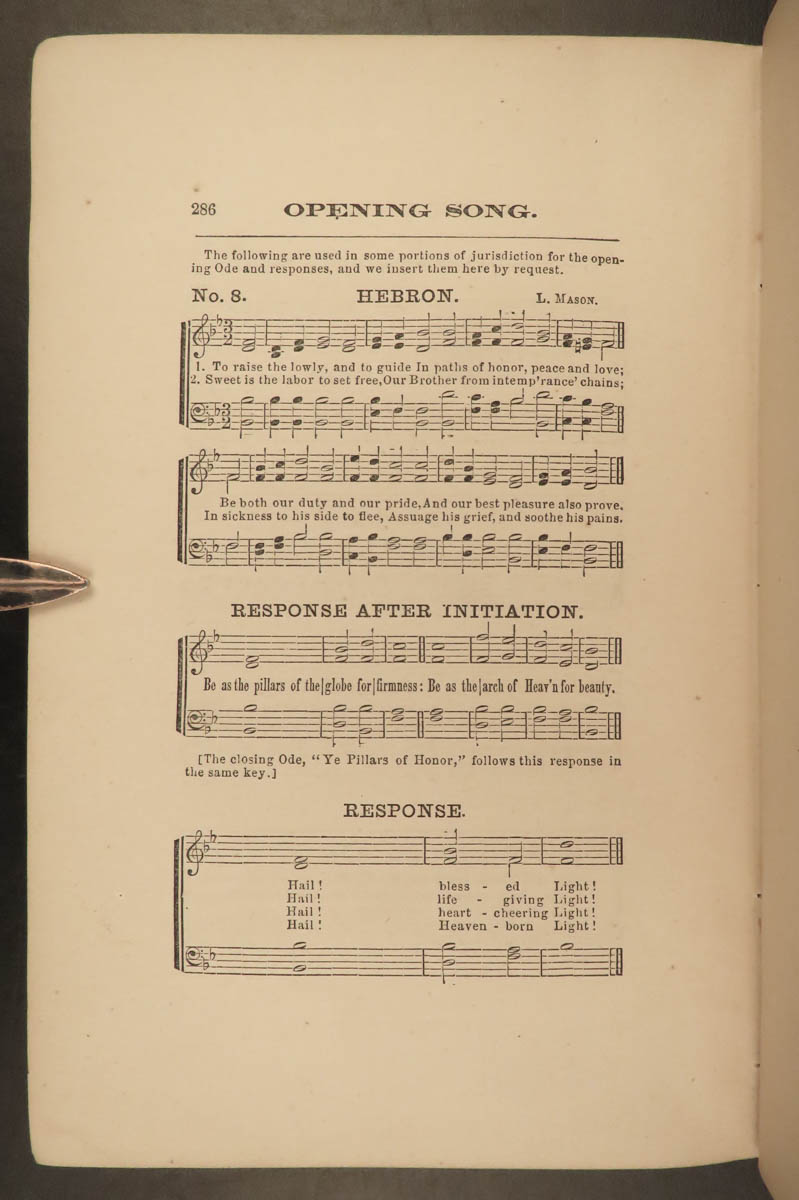 286 OPENING SONG.
The following are used in some portions of jurisdiction for the open-
ing Ode and responses, and we insert them here by request.
No. 8. HEBRON. L. MASON.
1. To raise the lowly, and to guide In paths of honor, peace and love;
2. Sweet is the labor to set free, Our Brother from intemp'rance' chains;
Be both our duty and our pride, And our best pleasure also prove.
In sickness to his side to flee, Assuage his grief, and soothe his pains.
RESPONSE AFTER INITIATION.
Be as the pillars of the|globe for|firmness: Be as the|arch of Heav'n for beauty.
[The closing Ode, "Ye Pillars of Honor," follows this response in
the same key.]
RESPONSE.
Hail! bless - ed Light!
Hail! life - giving Light!
Hail! heart - cheering Light!
Hail! Heaven - born Light!